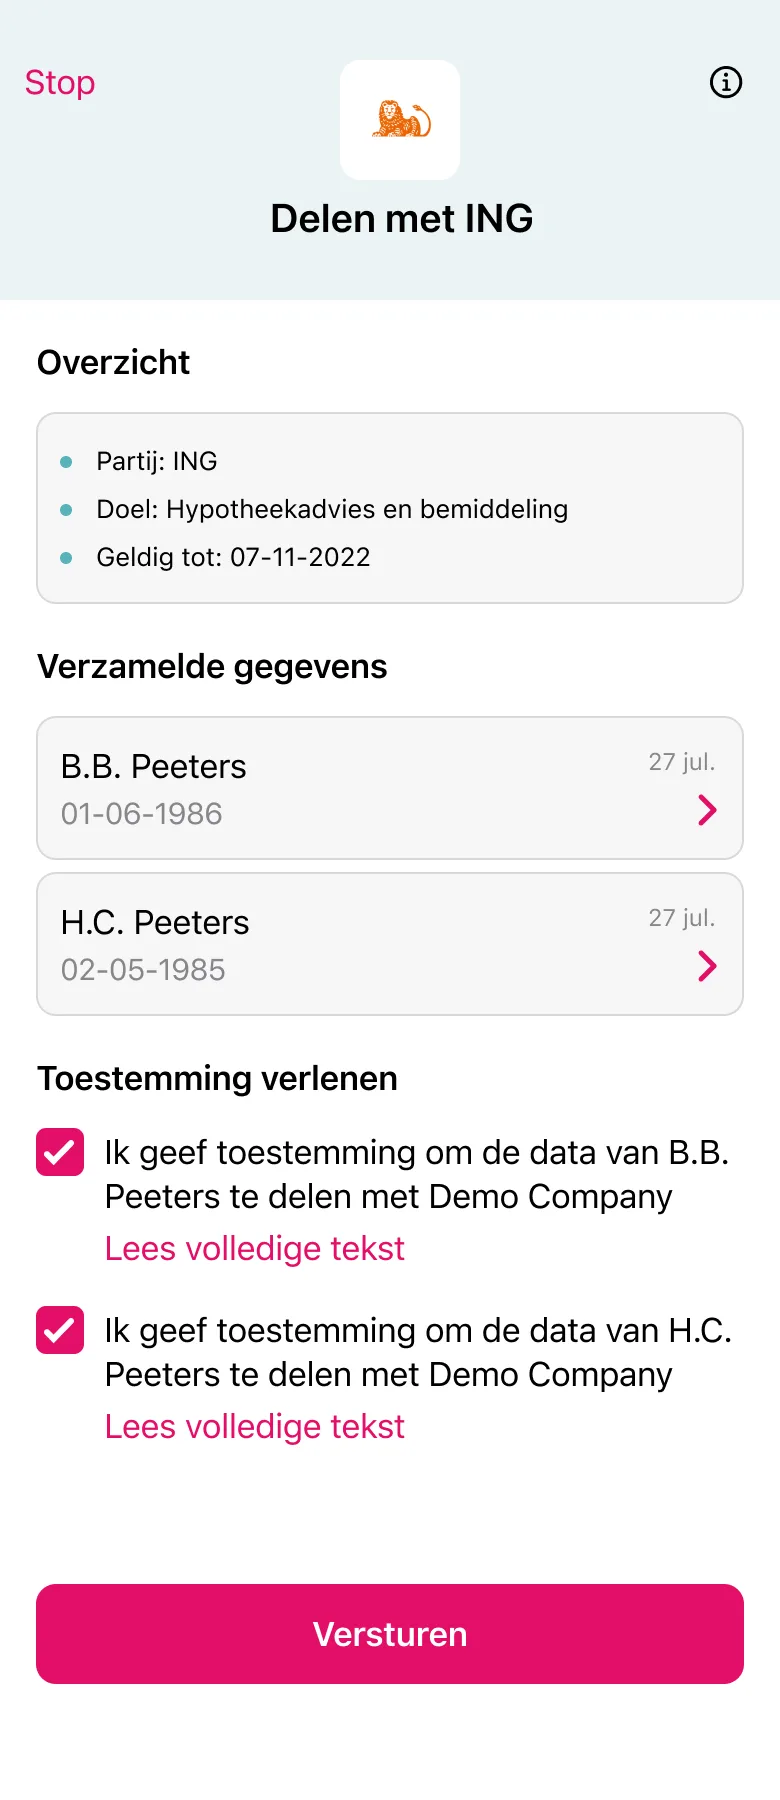 Stop
Delen met ING
Overzicht
Partij: ING
Doel: Hypotheekadvies en bemiddeling
Geldig tot: 07-11-2022
Verzamelde gegevens
B.B. Peeters
27 jul.
01-06-1986
H.C. Peeters
27 jul.
02-05-1985
Toestemming verlenen
Ik geef toestemming om de data van B.B.
Peeters te delen met Demo Company
Lees volledige tekst
Ik geef toestemming om de data van H.C.
Peeters te delen met Demo Company
Lees volledige tekst
Versturen